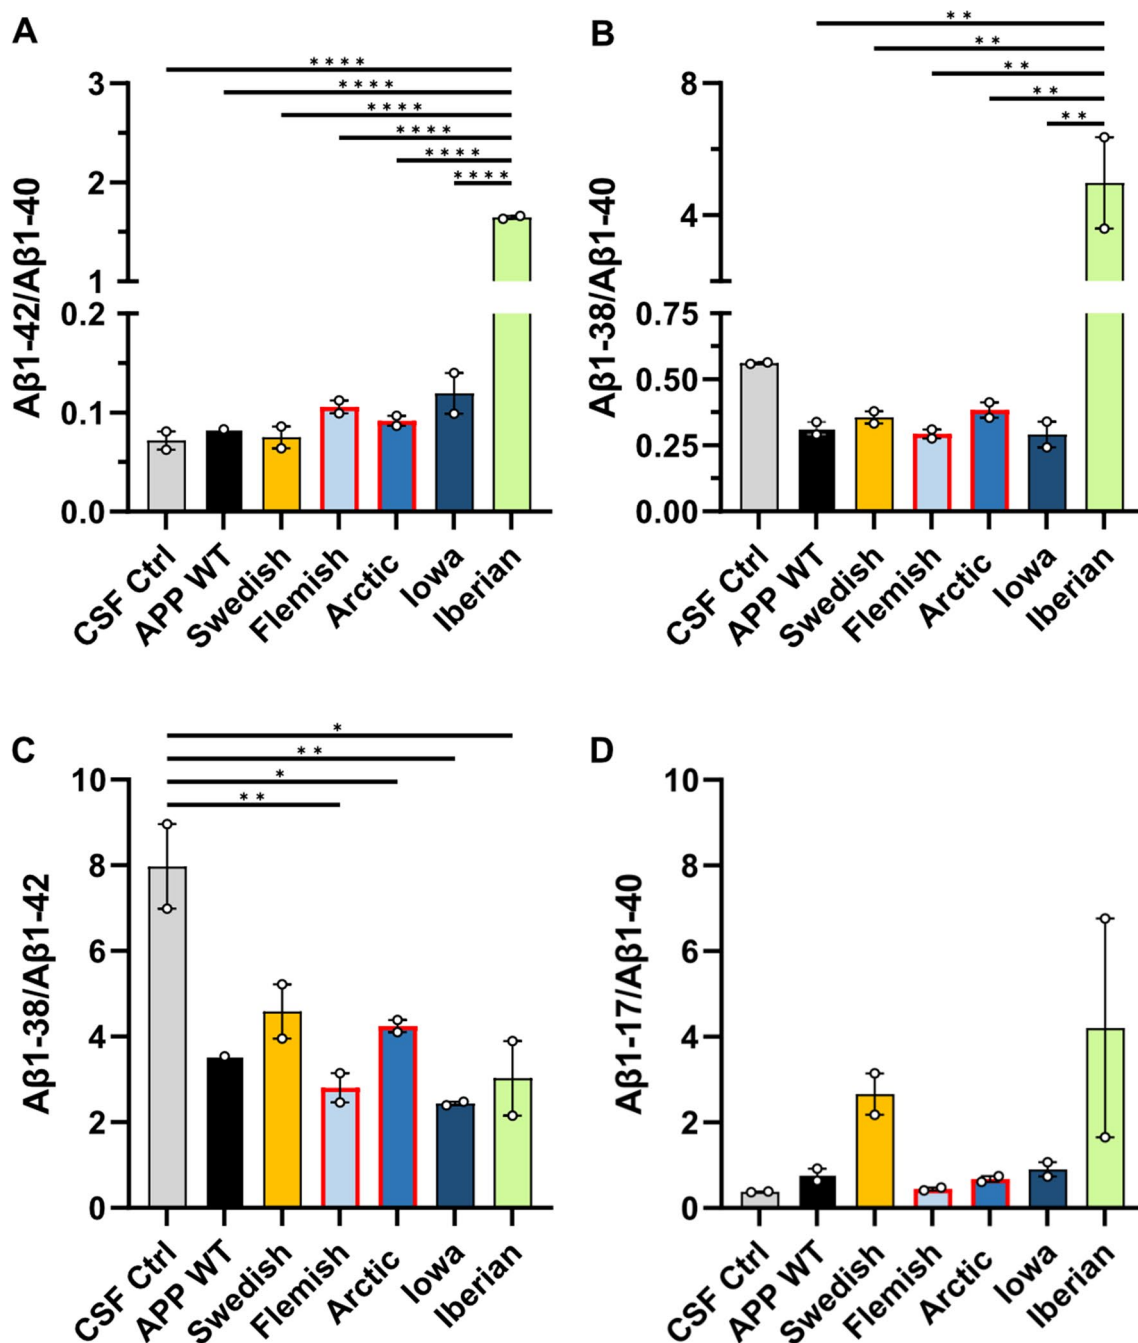 A
****
****
****
****
****
****
Aβ1-42/Aβ1-40
3
2
1
0.2
0.1
0.0
CSF Ctrl
APP WT
Swedish
Flemish
Arctic
Iowa
Iberian
B
**
**
**
**
**
Aβ1-38/Aβ1-40
8
4
0.75
0.50
0.25
0.00
CSF Ctrl
APP WT
Swedish
Flemish
Arctic
Iowa
Iberian
C
*
**
*
**
Aβ1-38/Aβ1-42
10
8
6
4
2
0
CSF Ctrl
APP WT
Swedish
Flemish
Arctic
Iowa
Iberian
D
Aβ1-17/Aβ1-40
10
8
6
4
2
0
CSF Ctrl
APP WT
Swedish
Flemish
Arctic
Iowa
Iberian